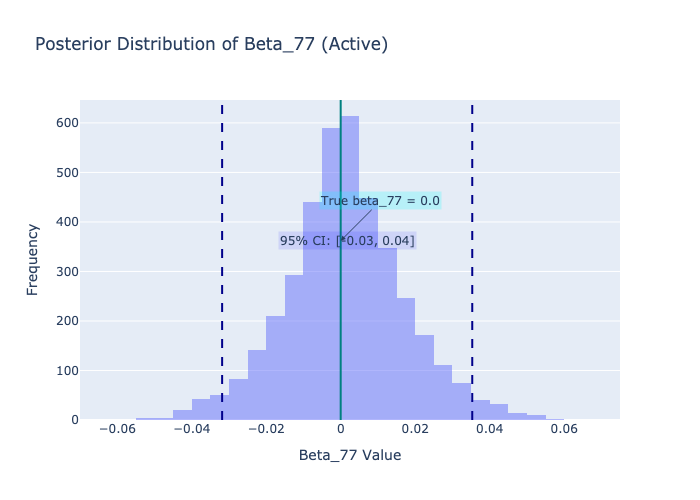 Posterior Distribution of Beta_77 (Active)
600
500
400
300
200
100
0
Frequency
True beta_77 = 0.0
95% CI: [-0.03, 0.04]
−0.06
−0.04
−0.02
0
0.02
0.04
0.06
Beta_77 Value